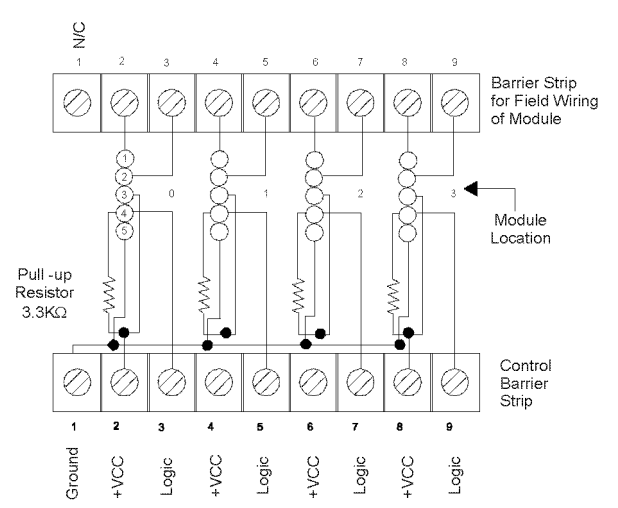 N/C
1 2 3 4 5 6 7 8 9
Barrier Strip
for Field Wiring
of Module
1
2
3
4
5
0 1 2 3
Module
Location
Pull -up
Resistor
3.3KΩ
Control
Barrier
Strip
1 2 3 4 5 6 7 8 9
Ground
+VCC
Logic
+VCC
Logic
+VCC
Logic
+VCC
Logic